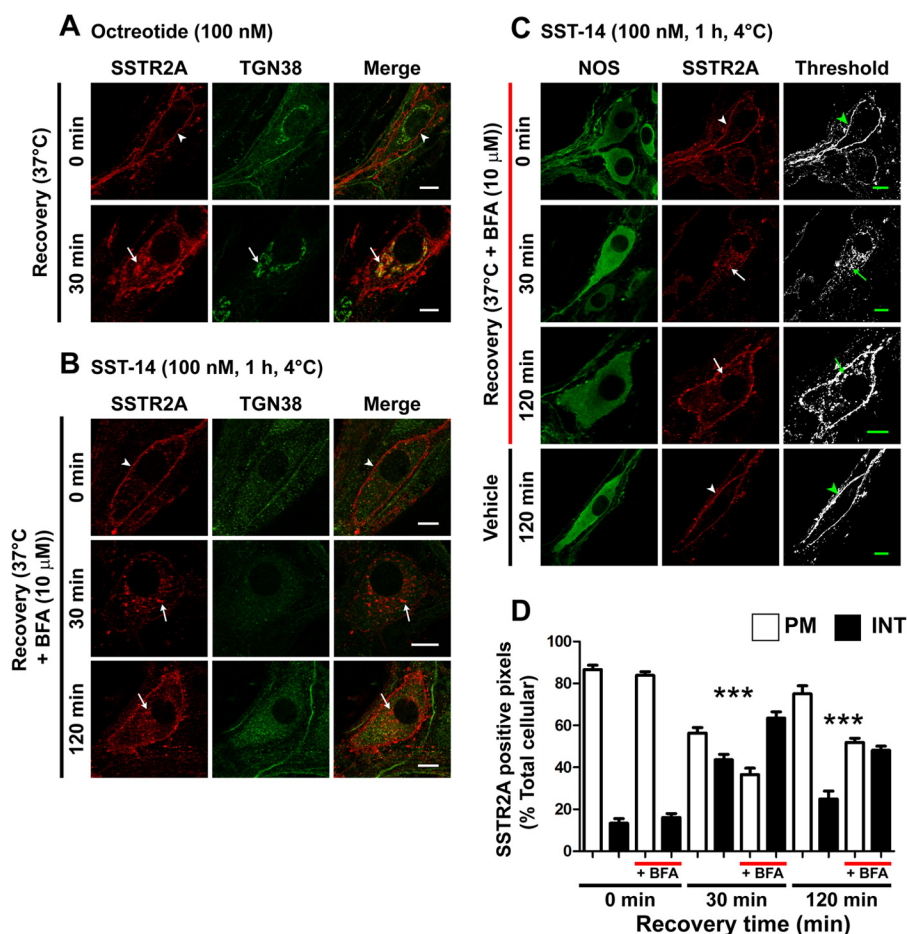 A Octreotide (100 nM)
SSTR2A TGN38 Merge
Recovery (37°C)
0 min
30 min
B SST-14 (100 nM, 1 h, 4°C)
SSTR2A TGN38 Merge
Recovery (37°C
+ BFA (10 µM))
0 min
30 min
120 min
C SST-14 (100 nM, 1 h, 4°C)
NOS SSTR2A Threshold
Recovery (37°C + BFA (10 µM))
0 min
30 min
120 min
Vehicle
120 min
D
PM INT
SSTR2A positive pixels
(% Total cellular)
100
80
60
40
20
0
*** ***
+ BFA + BFA + BFA
0 min 30 min 120 min
Recovery time (min)